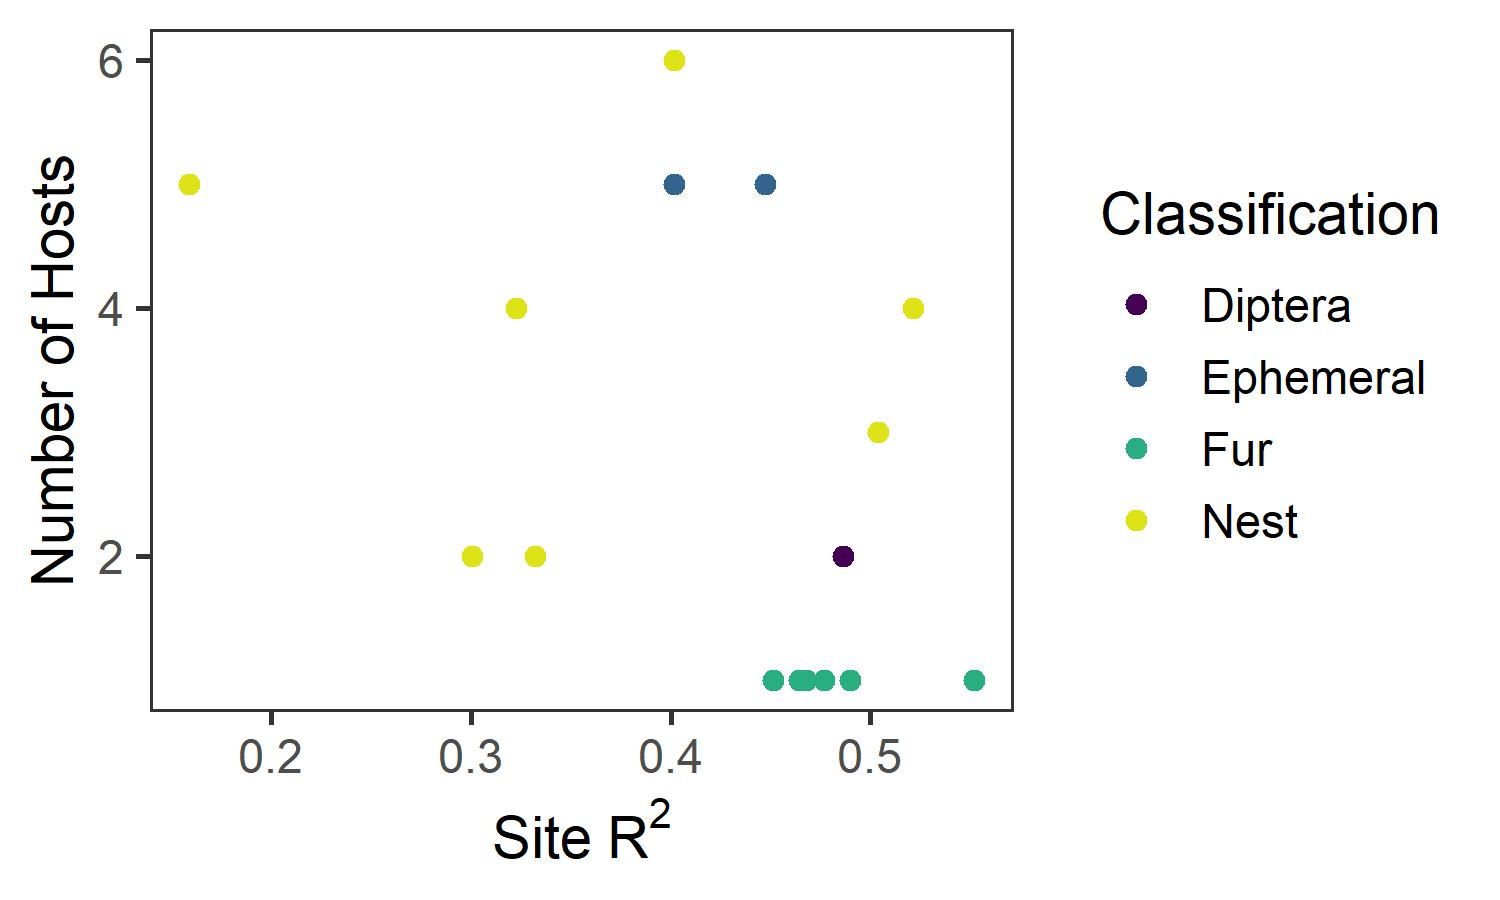 6
4
2
Number of Hosts
0.2 0.3 0.4 0.5
Site R²
Classification
Diptera
Ephemeral
Fur
Nest